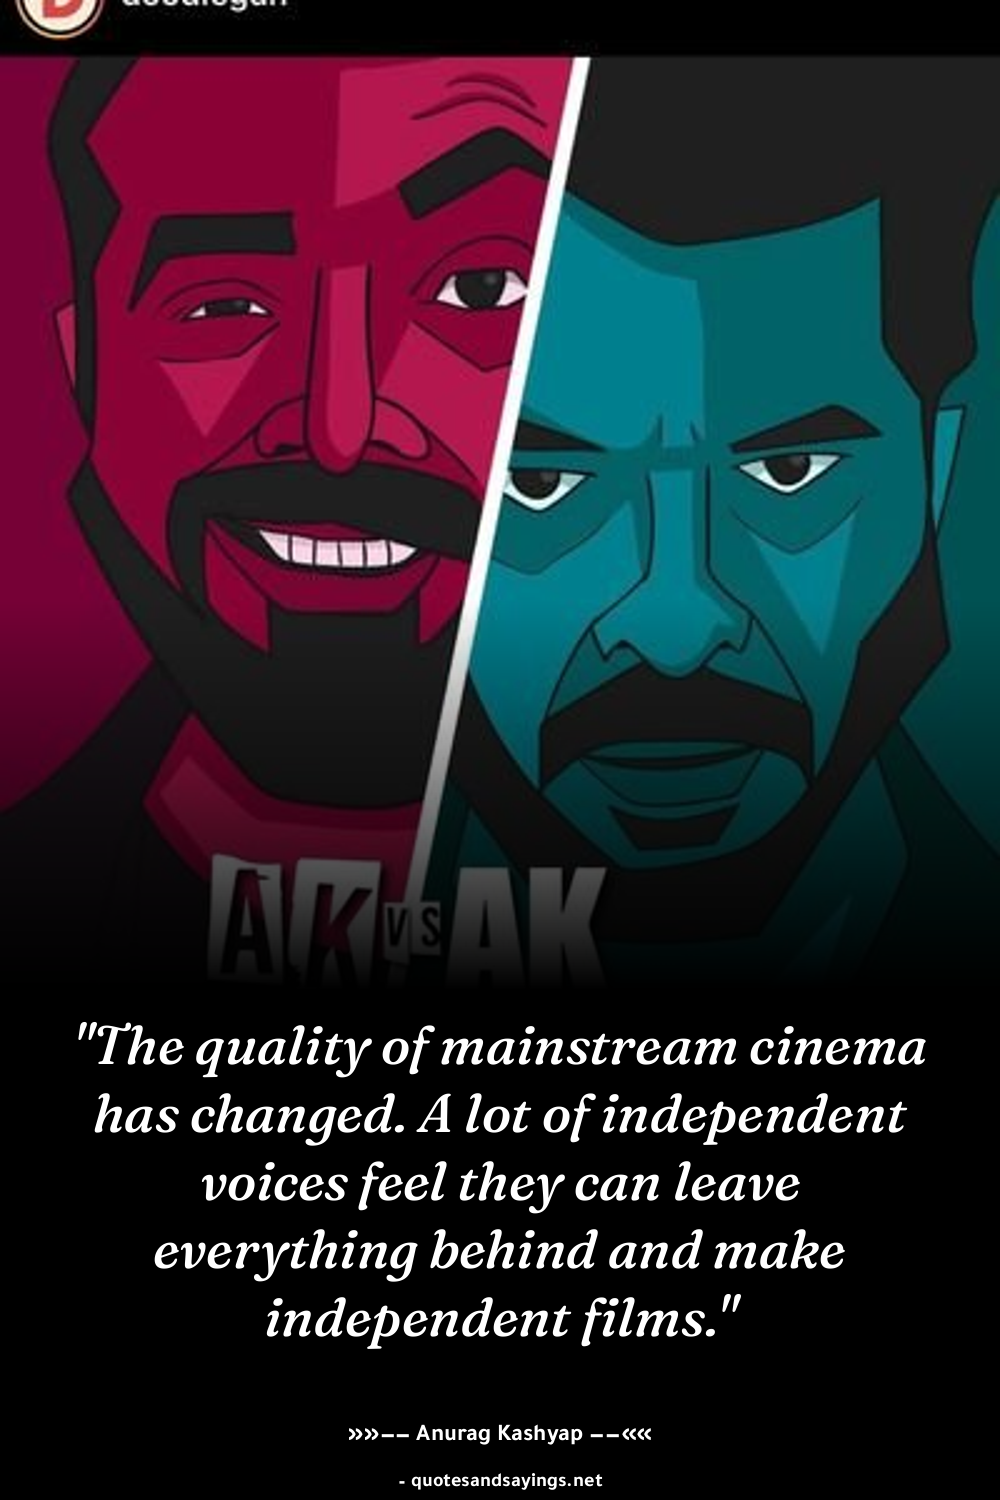 AK vs AK
"The quality of mainstream cinema
has changed. A lot of independent
voices feel they can leave
everything behind and make
independent films."
»»−− Anurag Kashyap −−««
- quotesandsayings.net